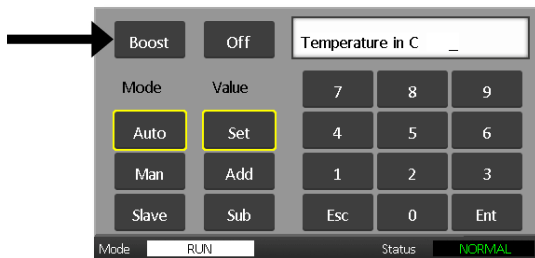 Boost Off Temperature in C _
Mode Value 7 8 9
Auto Set 4 5 6
Man Add 1 2 3
Slave Sub Esc 0 Ent
Mode RUN Status NORMAL